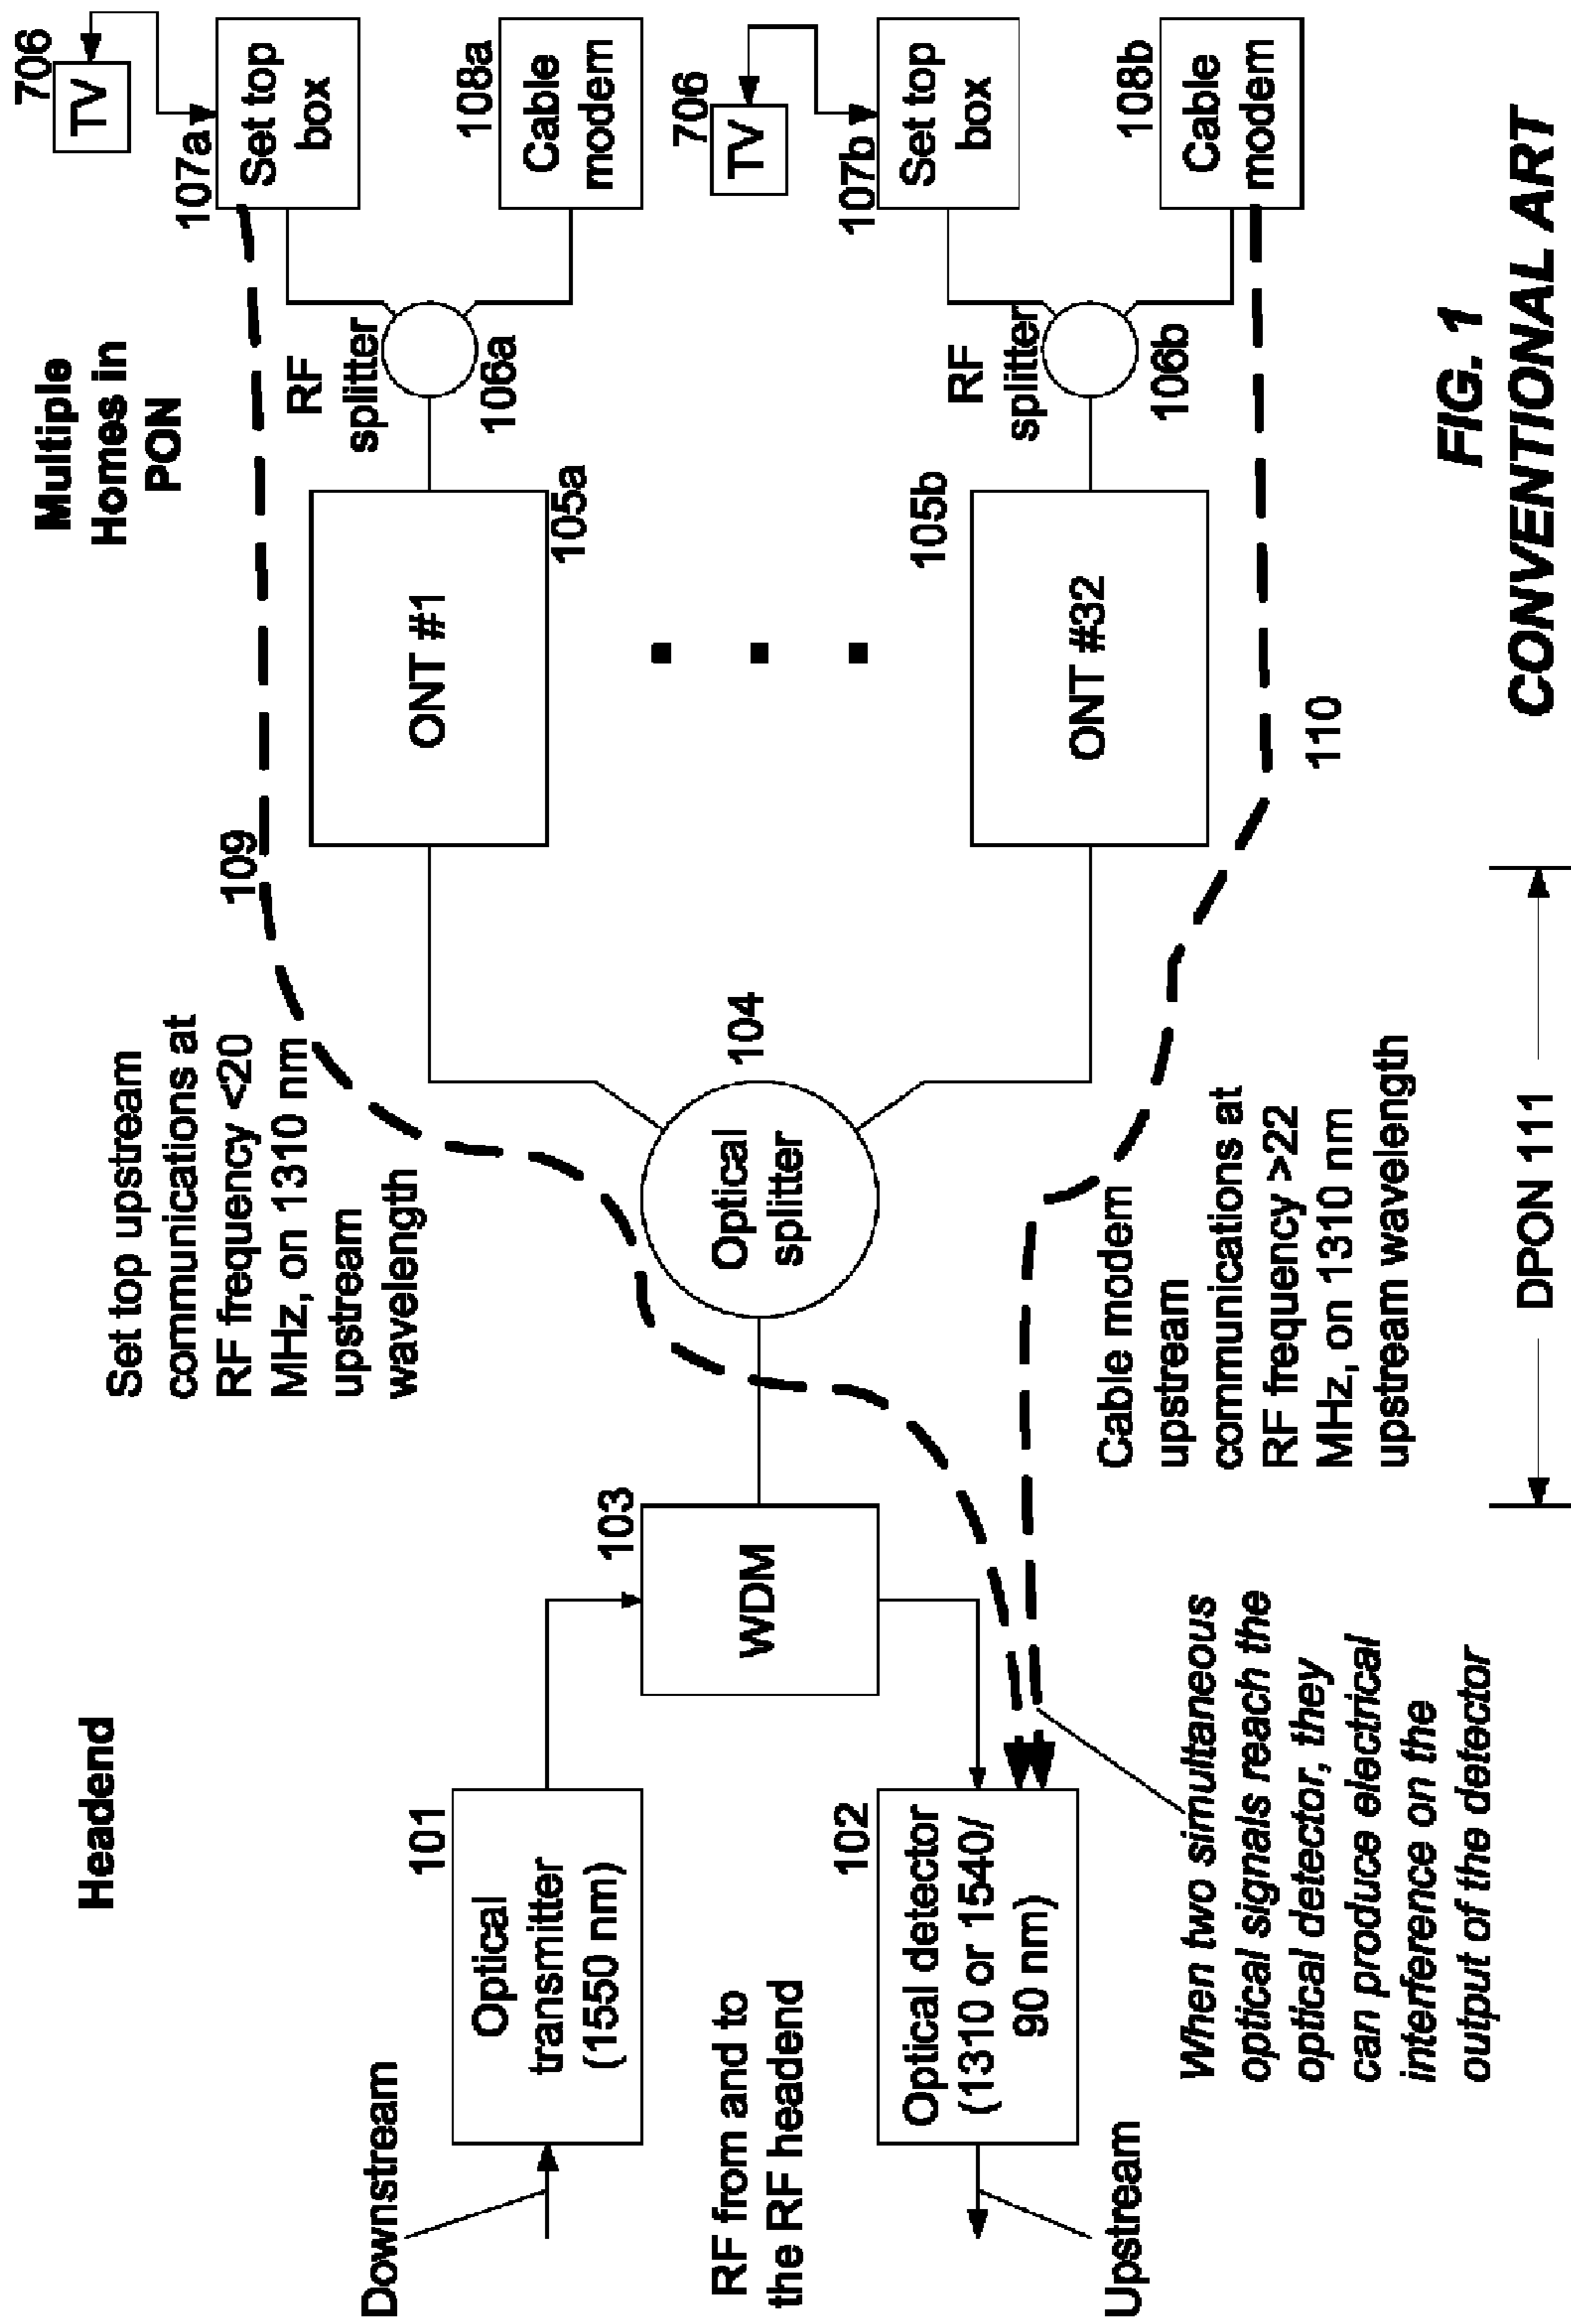 Headend
Multiple
Homes in
PON
Downstream
101
Optical
transmitter
(1550 nm)
RF from and to
the RF headend
102
Optical detector
(1310 or 1540/
90 nm)
Upstream
When two simultaneous
optical signals reach the
optical detector, they
can produce electrical
interference on the
output of the detector
103
WDM
Set top upstream
communications at
RF frequency <20
MHz, on 1310 nm
upstream
wavelength
104
Optical
splitter
Cable modem
upstream
communications at
RF frequency >22
MHz, on 1310 nm
upstream wavelength
DPON 111
109
ONT #1
105a
105b
ONT #32
110
RF
splitter
106a
RF
splitter
106b
706
TV
107a
Set top
box
108a
Cable
modem
706
TV
107b
Set top
box
108b
Cable
modem
FIG. 1
CONVENTIONAL ART